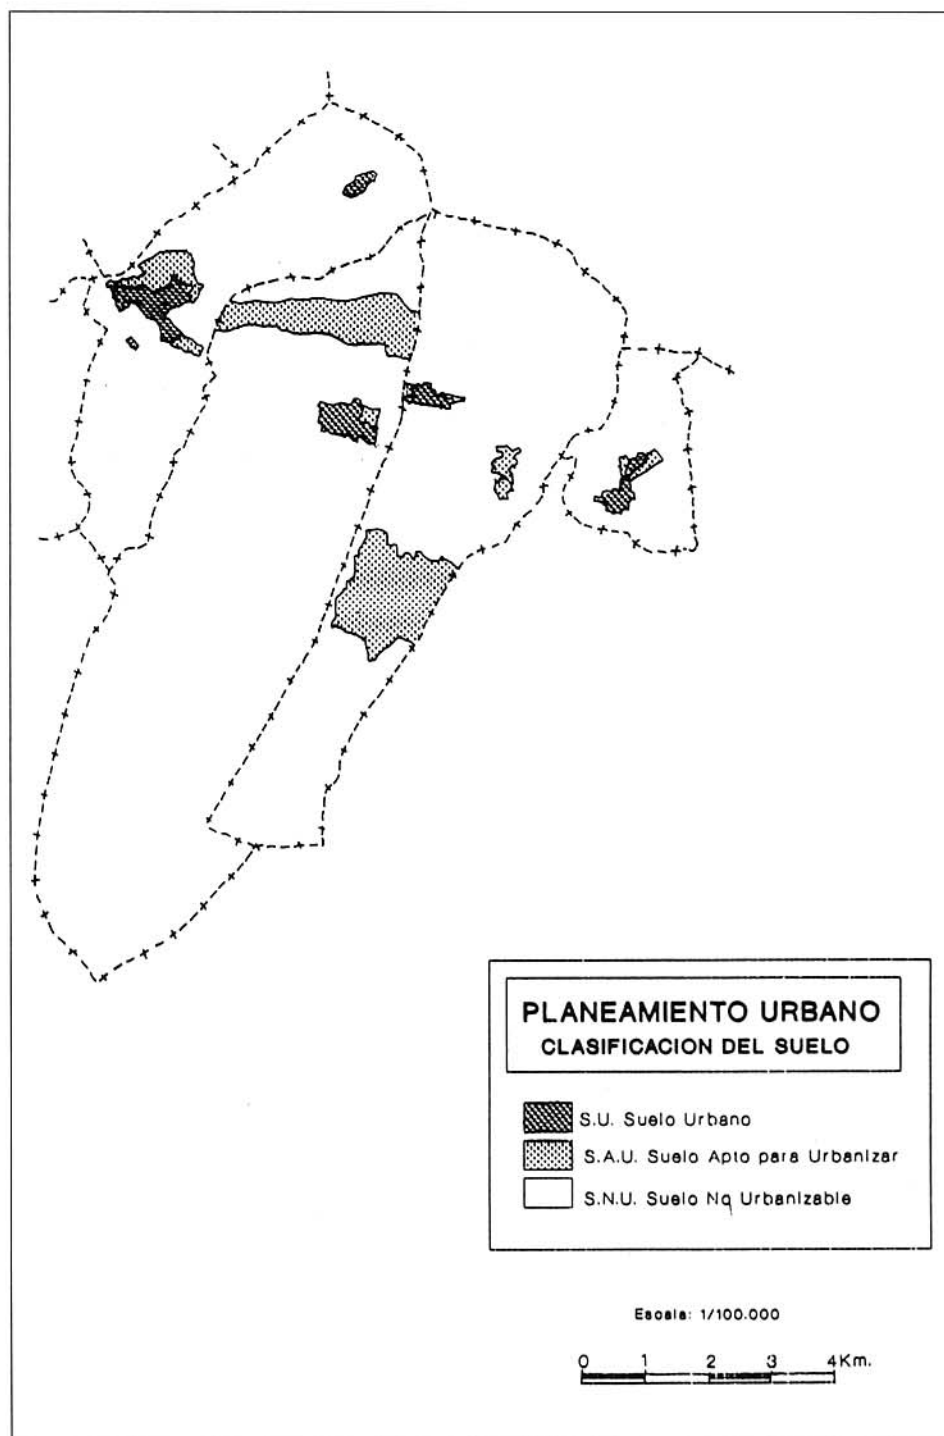 PLANEAMIENTO URBANO
CLASIFICACION DEL SUELO
S.U. Suelo Urbano
S.A.U. Suelo Apto para Urbanizar
S.N.U. Suelo No Urbanizable
Escala: 1/100.000
0 1 2 3 4Km.